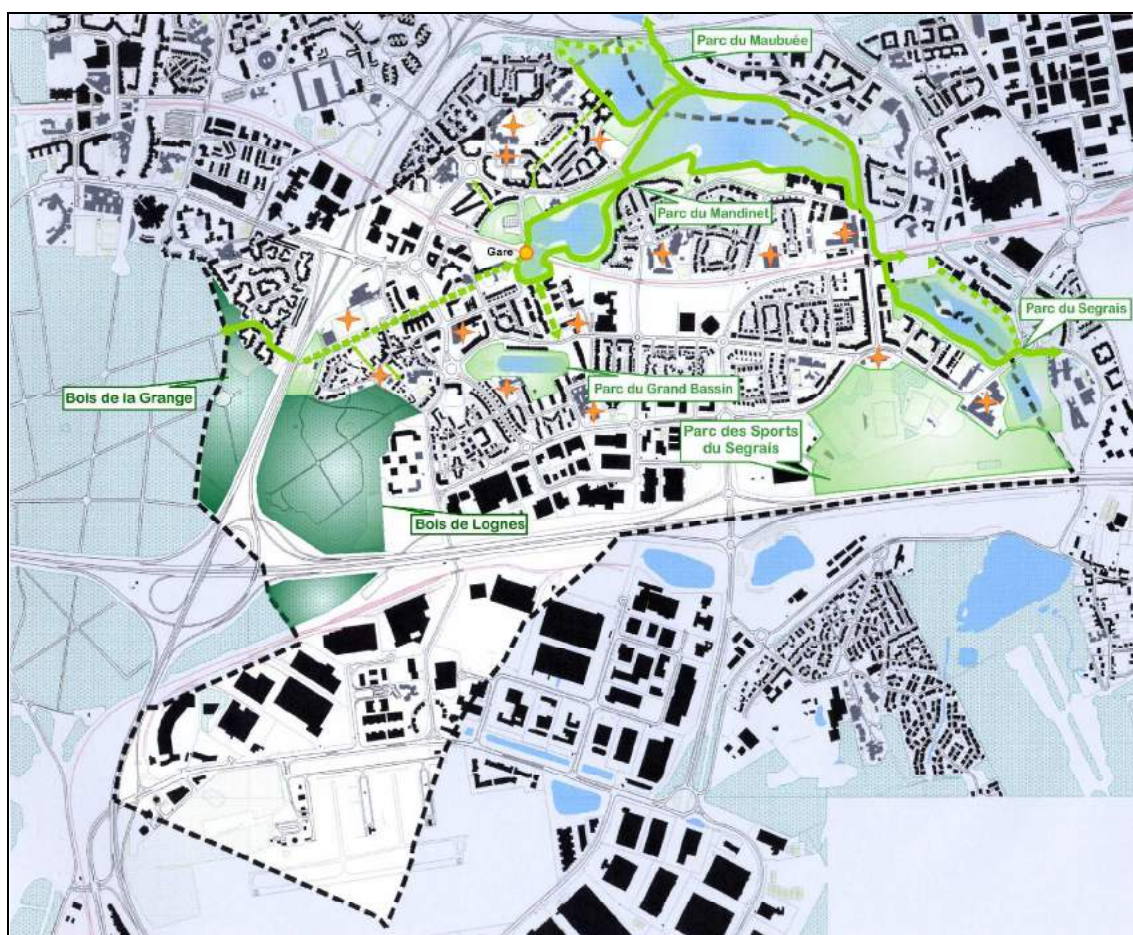 Parc du Maubuée
Parc du Mandinet
Gare
Parc du Segrais
Bois de la Grange
Parc du Grand Bassin
Parc des Sports
du Segrais
Bois de Lognes